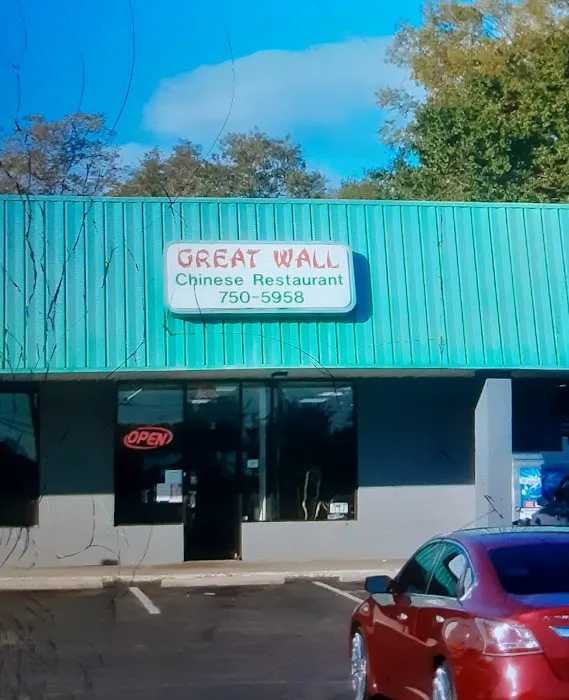 GREAT WALL
Chinese Restaurant
750-5958
OPEN